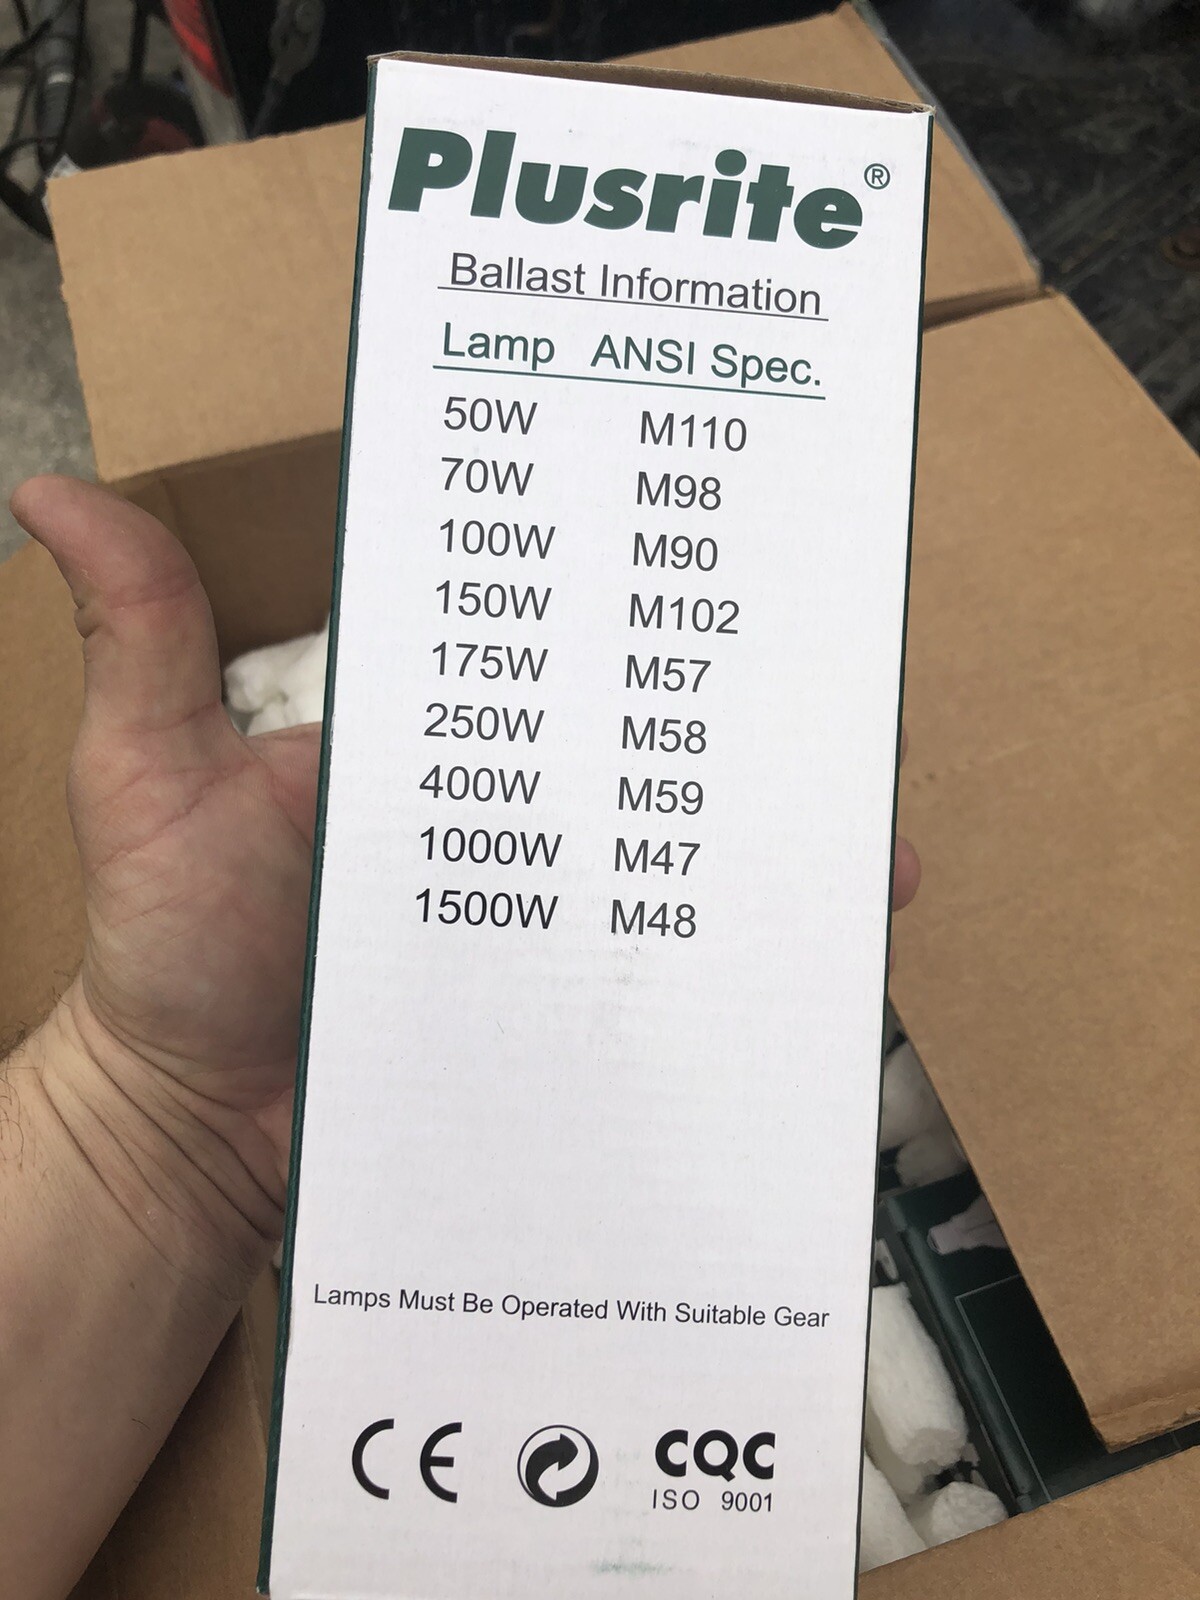 Plusrite®
Ballast Information
Lamp ANSI Spec.
50W M110
70W M98
100W M90
150W M102
175W M57
250W M58
400W M59
1000W M47
1500W M48
Lamps Must Be Operated With Suitable Gear
CE CQC
ISO 9001